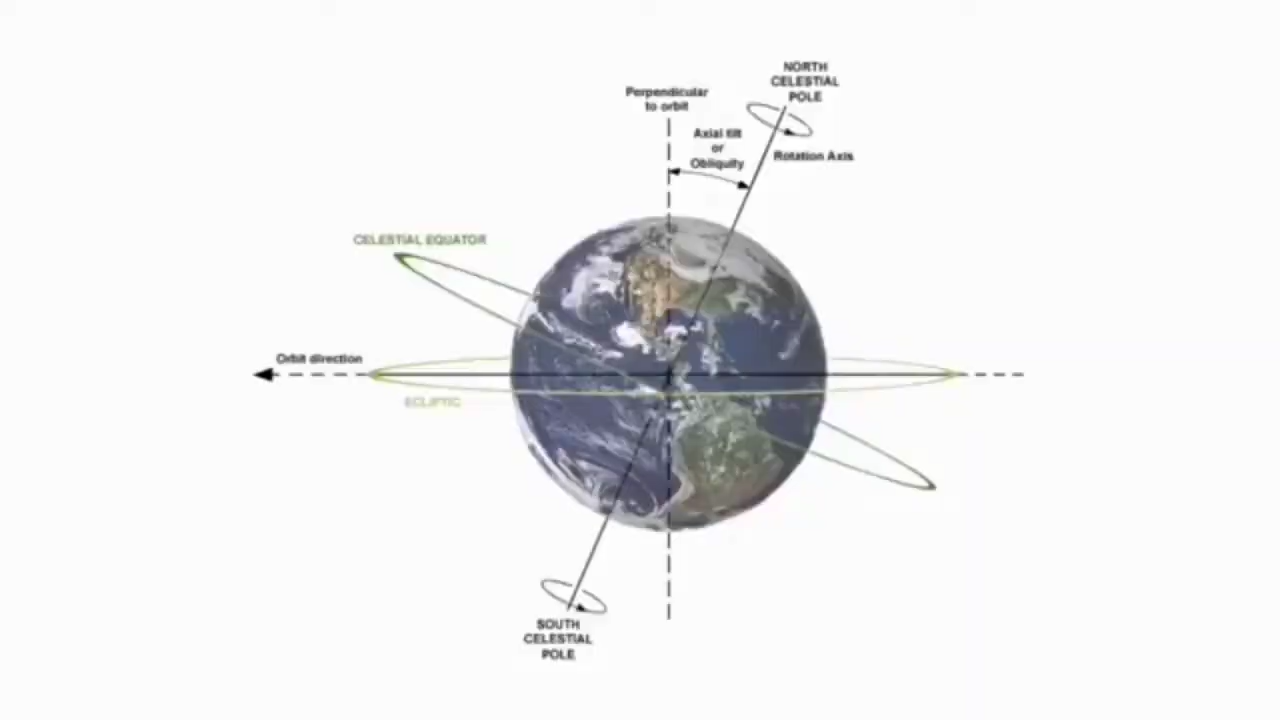 NORTH
CELESTIAL
POLE
Perpendicular
to orbit
Axial tilt
or
Obliquity
Rotation Axis
CELESTIAL EQUATOR
Orbit direction
ECLIPTIC
SOUTH
CELESTIAL
POLE